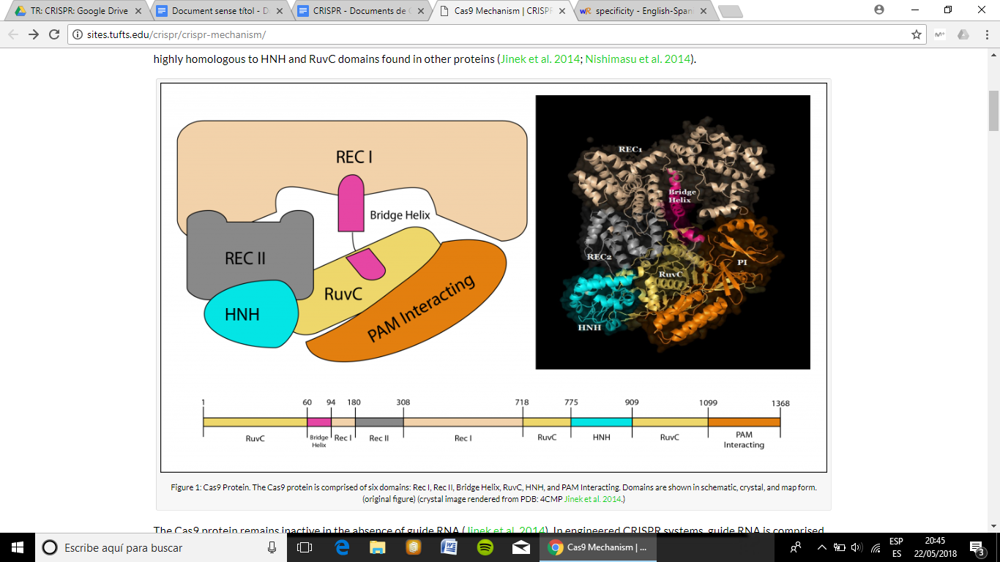 TR: CRISPR: Google Drive
Document sense títol - D
CRISPR - Documents de G
Cas9 Mechanism | CRISPR
wR specificity - English-Span
sites.tufts.edu/crispr/crispr-mechanism/
highly homologous to HNH and RuvC domains found in other proteins (Jinek et al. 2014; Nishimasu et al. 2014).
REC I
Bridge Helix
REC II
RuvC
HNH
PAM Interacting
REC1
Bridge
Helix
REC2
RuvC
PI
HNH
1 60 94 180 308 718 775 909 1099 1368
RuvC Bridge Helix Rec I Rec II Rec I RuvC HNH RuvC PAM Interacting
Figure 1: Cas9 Protein. The Cas9 protein is comprised of six domains: Rec I, Rec II, Bridge Helix, RuvC, HNH, and PAM Interacting. Domains are shown in schematic, crystal, and map form.
(original figure) (crystal image rendered from PDB: 4CMP Jinek et al. 2014.)
The Cas9 protein remains inactive in the absence of guide RNA (Jinek et al. 2014). In engineered CRISPR systems, guide RNA is comprised
Escribe aquí para buscar
Cas9 Mechanism | ...
ESP
ES
20:45
22/05/2018
3